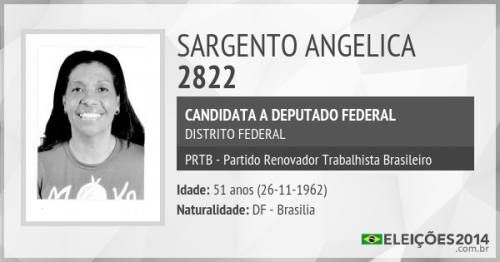 SARGENTO ANGELICA
2822
CANDIDATA A DEPUTADO FEDERAL
DISTRITO FEDERAL
PRTB - Partido Renovador Trabalhista Brasileiro
Idade: 51 anos (26-11-1962)
Naturalidade: DF - Brasilia
ELEIÇÕES2014
.com.br